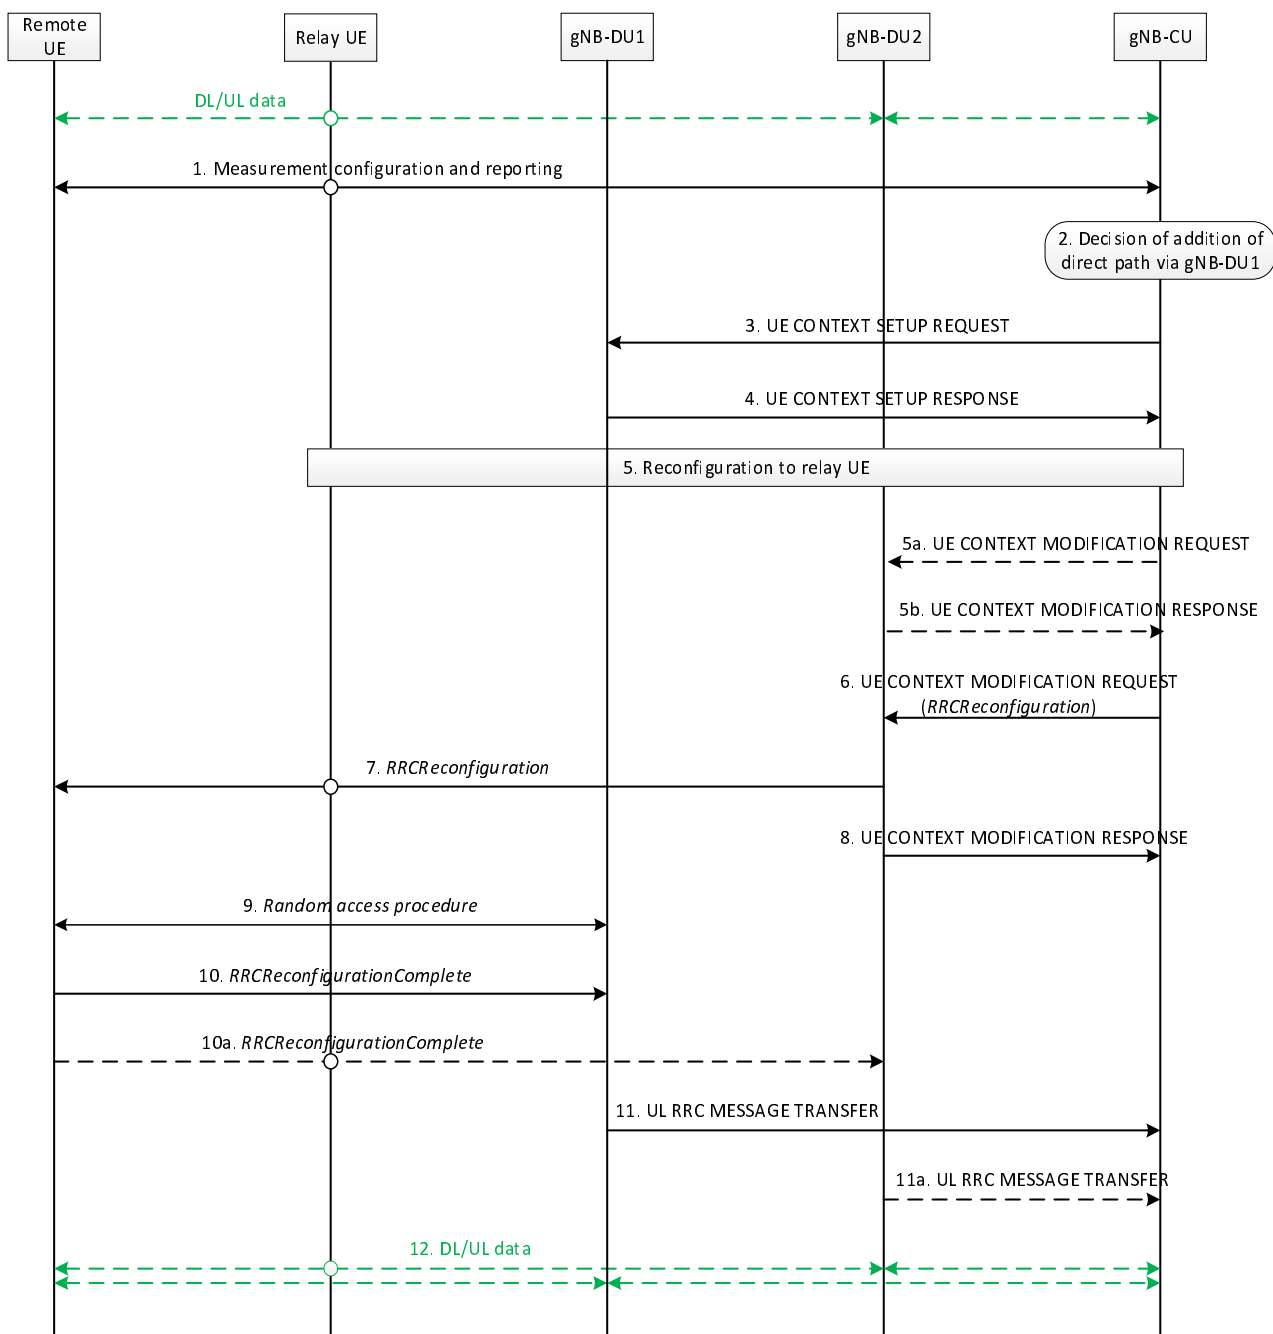 Remote
UE
Relay UE
gNB-DU1
gNB-DU2
gNB-CU
DL/UL data
1. Measurement configuration and reporting
2. Decision of addition of
direct path via gNB-DU1
3. UE CONTEXT SETUP REQUEST
4. UE CONTEXT SETUP RESPONSE
5. Reconfiguration to relay UE
5a. UE CONTEXT MODIFICATION REQUEST
5b. UE CONTEXT MODIFICATION RESPONSE
6. UE CONTEXT MODIFICATION REQUEST
(RRCReconfiguration)
7. RRCReconfiguration
8. UE CONTEXT MODIFICATION RESPONSE
9. Random access procedure
10. RRCReconfigurationComplete
10a. RRCReconfigurationComplete
11. UL RRC MESSAGE TRANSFER
11a. UL RRC MESSAGE TRANSFER
12. DL/UL data